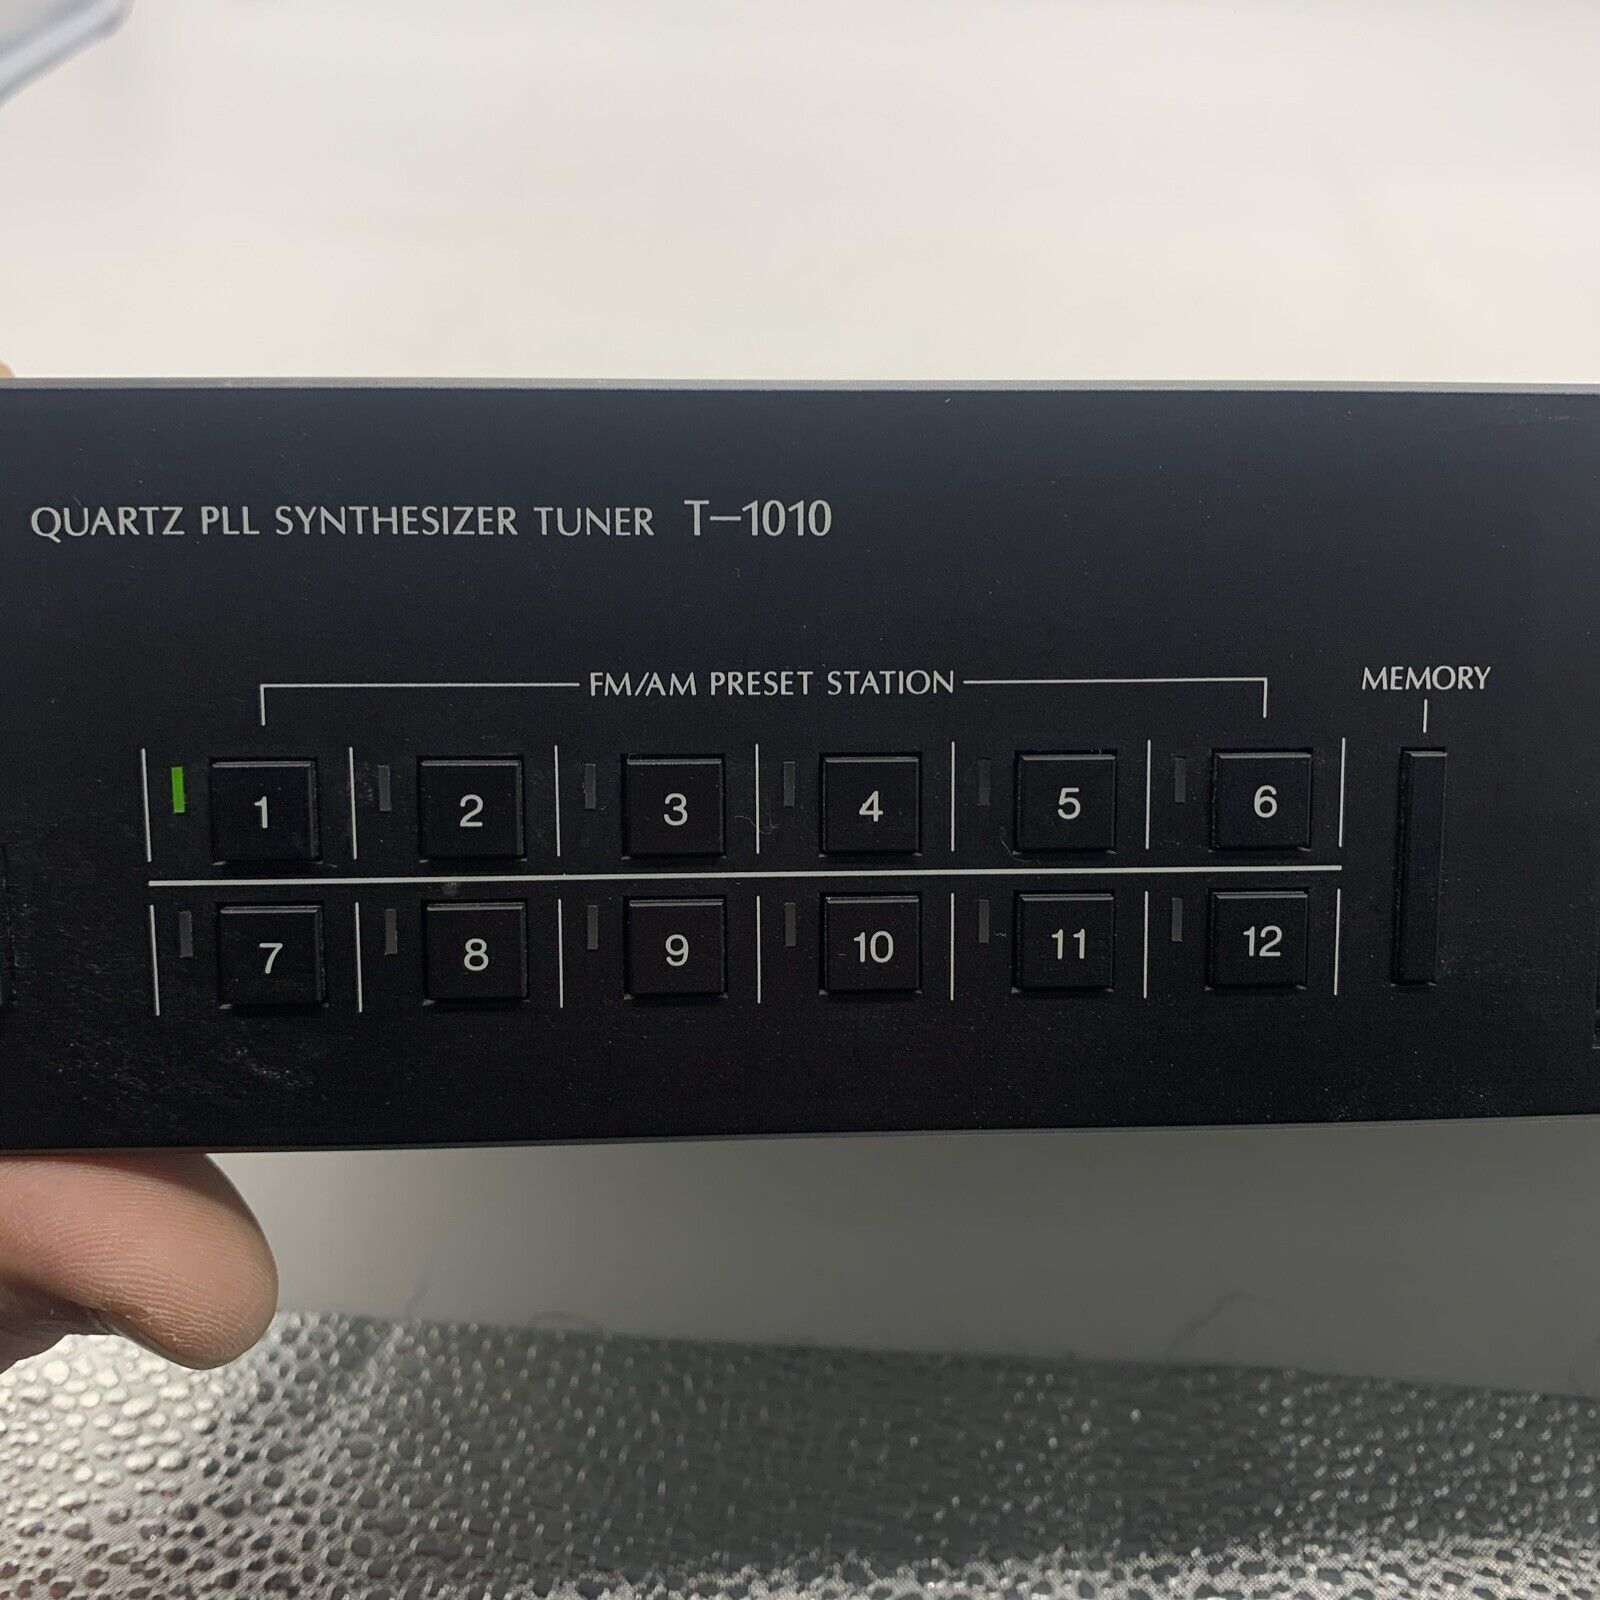 QUARTZ PLL SYNTHESIZER TUNER T–1010
FM/AM PRESET STATION
MEMORY
1 2 3 4 5 6
7 8 9 10 11 12